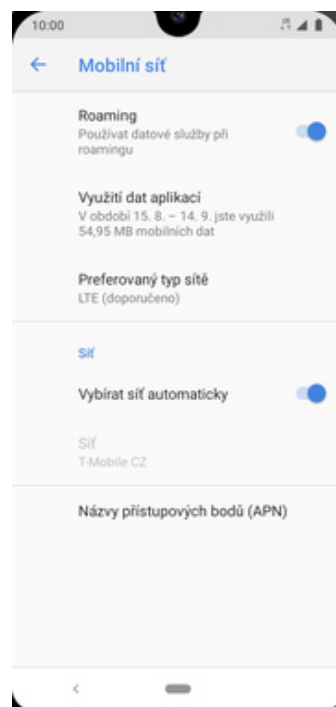 10:00
Mobilní síť
Roaming
Používat datové služby při
roamingu
Využití dat aplikací
V období 15. 8. – 14. 9. jste využili
54,95 MB mobilních dat
Preferovaný typ sítě
LTE (doporučeno)
Síť
Vybírat síť automaticky
Síť
T-Mobile CZ
Názvy přístupových bodů (APN)